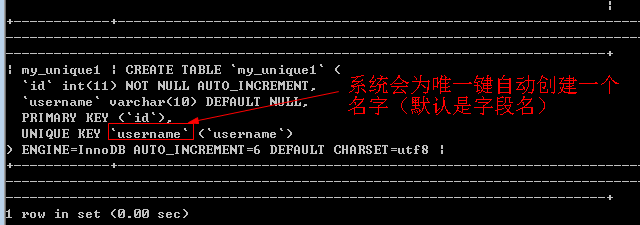 | my_unique1 | CREATE TABLE `my_unique1` (
`id` int(11) NOT NULL AUTO_INCREMENT,
`username` varchar(10) DEFAULT NULL,
PRIMARY KEY (`id`),
UNIQUE KEY `username` (`username`)
) ENGINE=InnoDB AUTO_INCREMENT=6 DEFAULT CHARSET=utf8 |
系统会为唯一键自动创建一个
名字（默认是字段名）
1 row in set (0.00 sec)